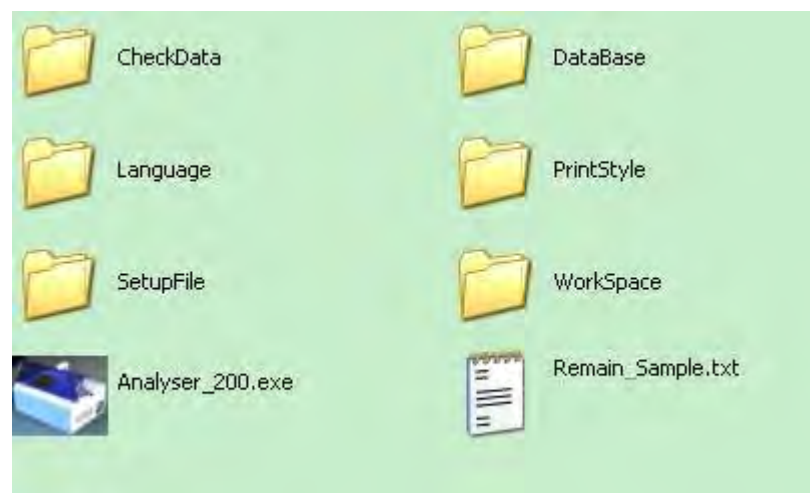 CheckData
DataBase
Language
PrintStyle
SetupFile
WorkSpace
Analyser_200.exe
Remain_Sample.txt